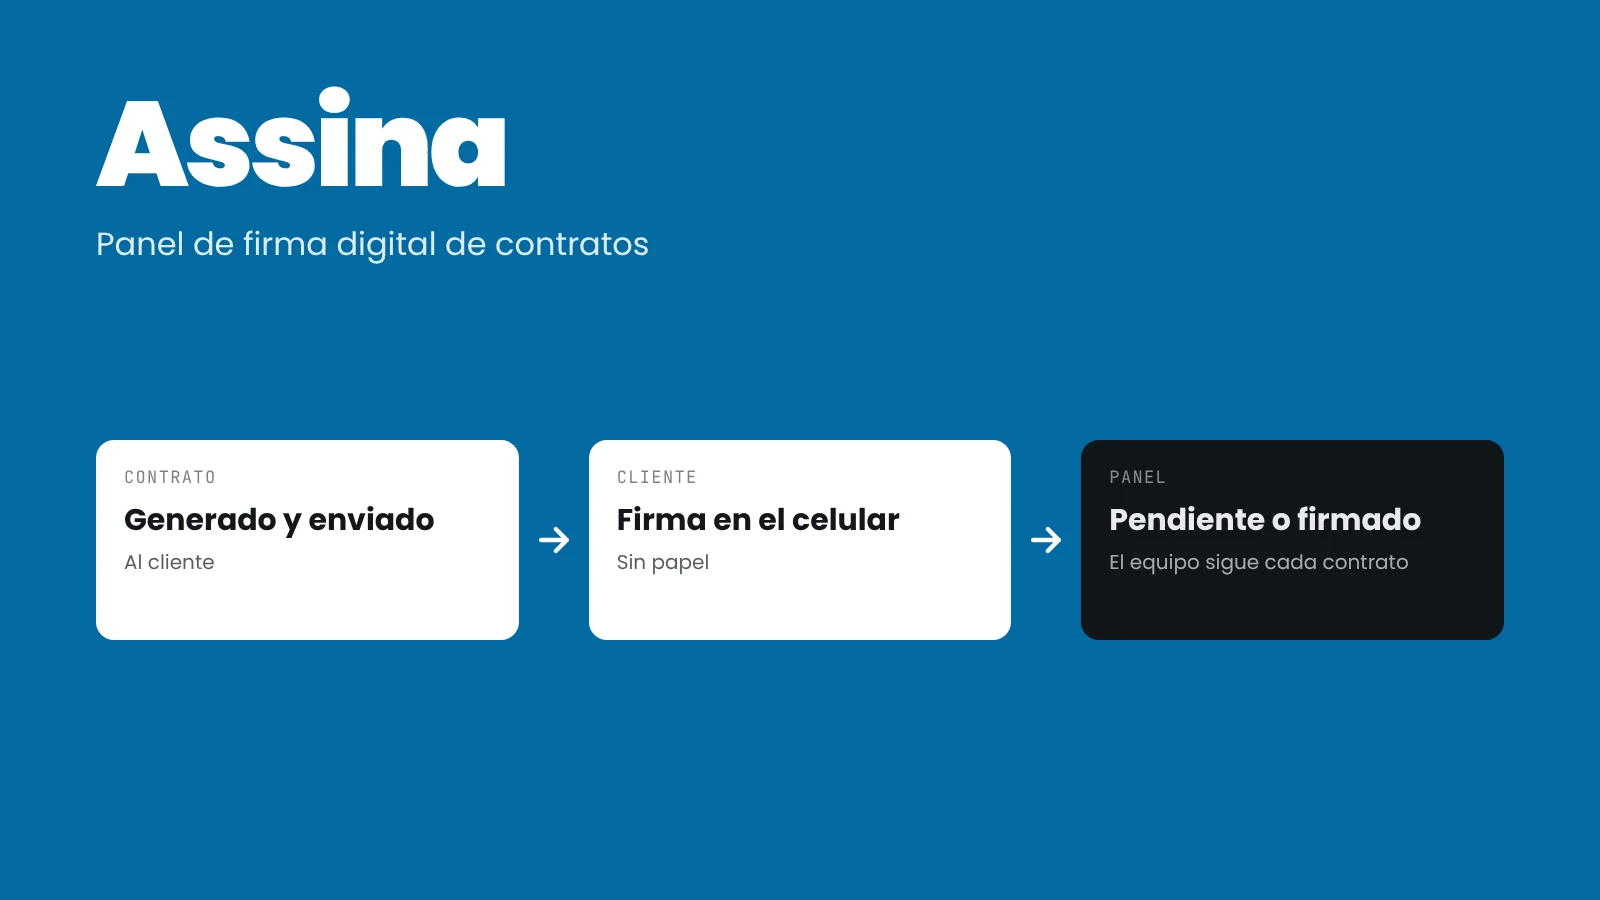 Assina
Panel de firma digital de contratos
CONTRATO
Generado y enviado
Al cliente
CLIENTE
Firma en el celular
Sin papel
PANEL
Pendiente o firmado
El equipo sigue cada contrato